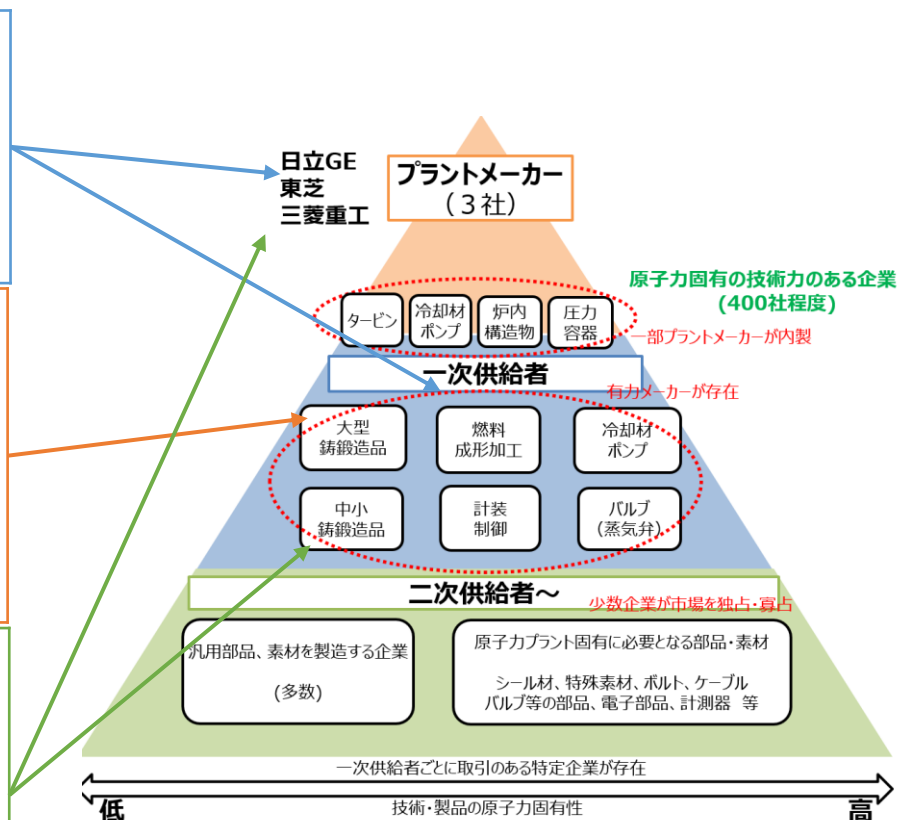 日立GE
東芝
三菱重工
プラントメーカー
(3社)
原子力固有の技術力のある企業
(400社程度)
タービン
冷却材
ポンプ
炉内
構造物
圧力
容器
一部プラントメーカーが内製
一次供給者
有力メーカーが存在
大型
鋳鍛造品
燃料
成形加工
冷却材
ポンプ
中小
鋳鍛造品
計装
制御
バルブ
(蒸気弁)
二次供給者～
少数企業が市場を独占・寡占
汎用部品、素材を製造する企業
(多数)
原子力プラント固有に必要となる部品・素材
シール材、特殊素材、ボルト、ケーブル
バルブ等の部品、電子部品、計測器 等
一次供給者ごとに取引のある特定企業が存在
低
技術・製品の原子力固有性
高